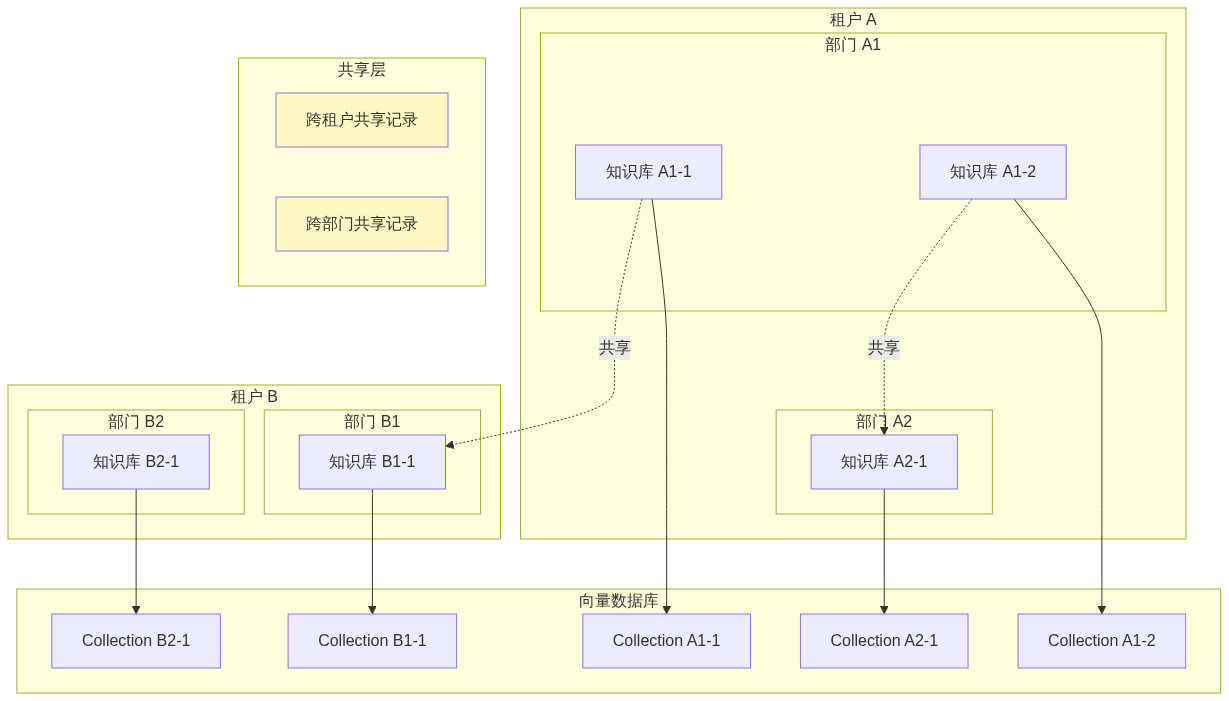 租户 A
部门 A1
共享层
跨租户共享记录
知识库 A1-1
知识库 A1-2
跨部门共享记录
共享
共享
租户 B
部门 B2
部门 B1
部门 A2
知识库 B2-1
知识库 B1-1
知识库 A2-1
向量数据库
Collection B2-1
Collection B1-1
Collection A1-1
Collection A2-1
Collection A1-2